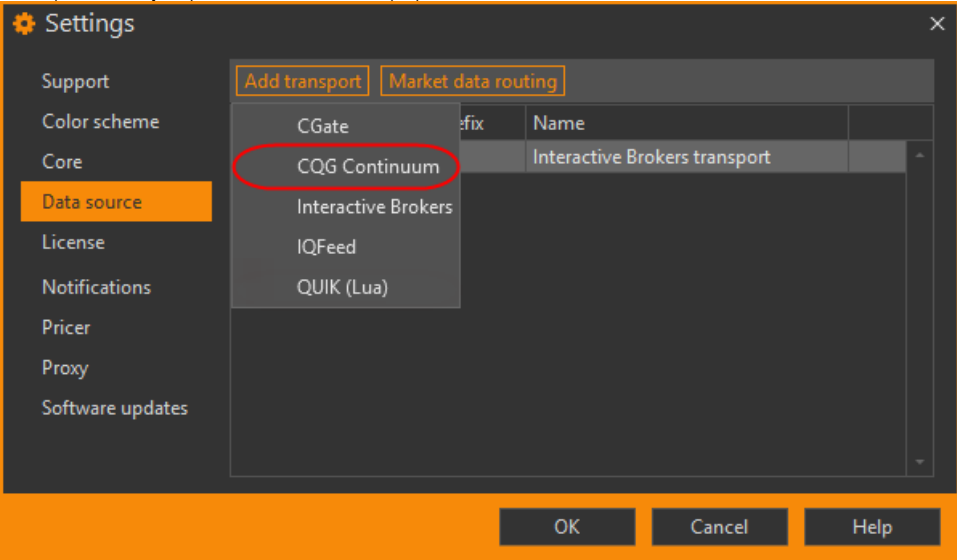 Settings
Support
Add transport Market data routing
Color scheme
CGate
Name
Core
CQG Continuum
Interactive Brokers transport
Data source
Interactive Brokers
License
IQFeed
Notifications
QUIK (Lua)
Pricer
Proxy
Software updates
OK Cancel Help